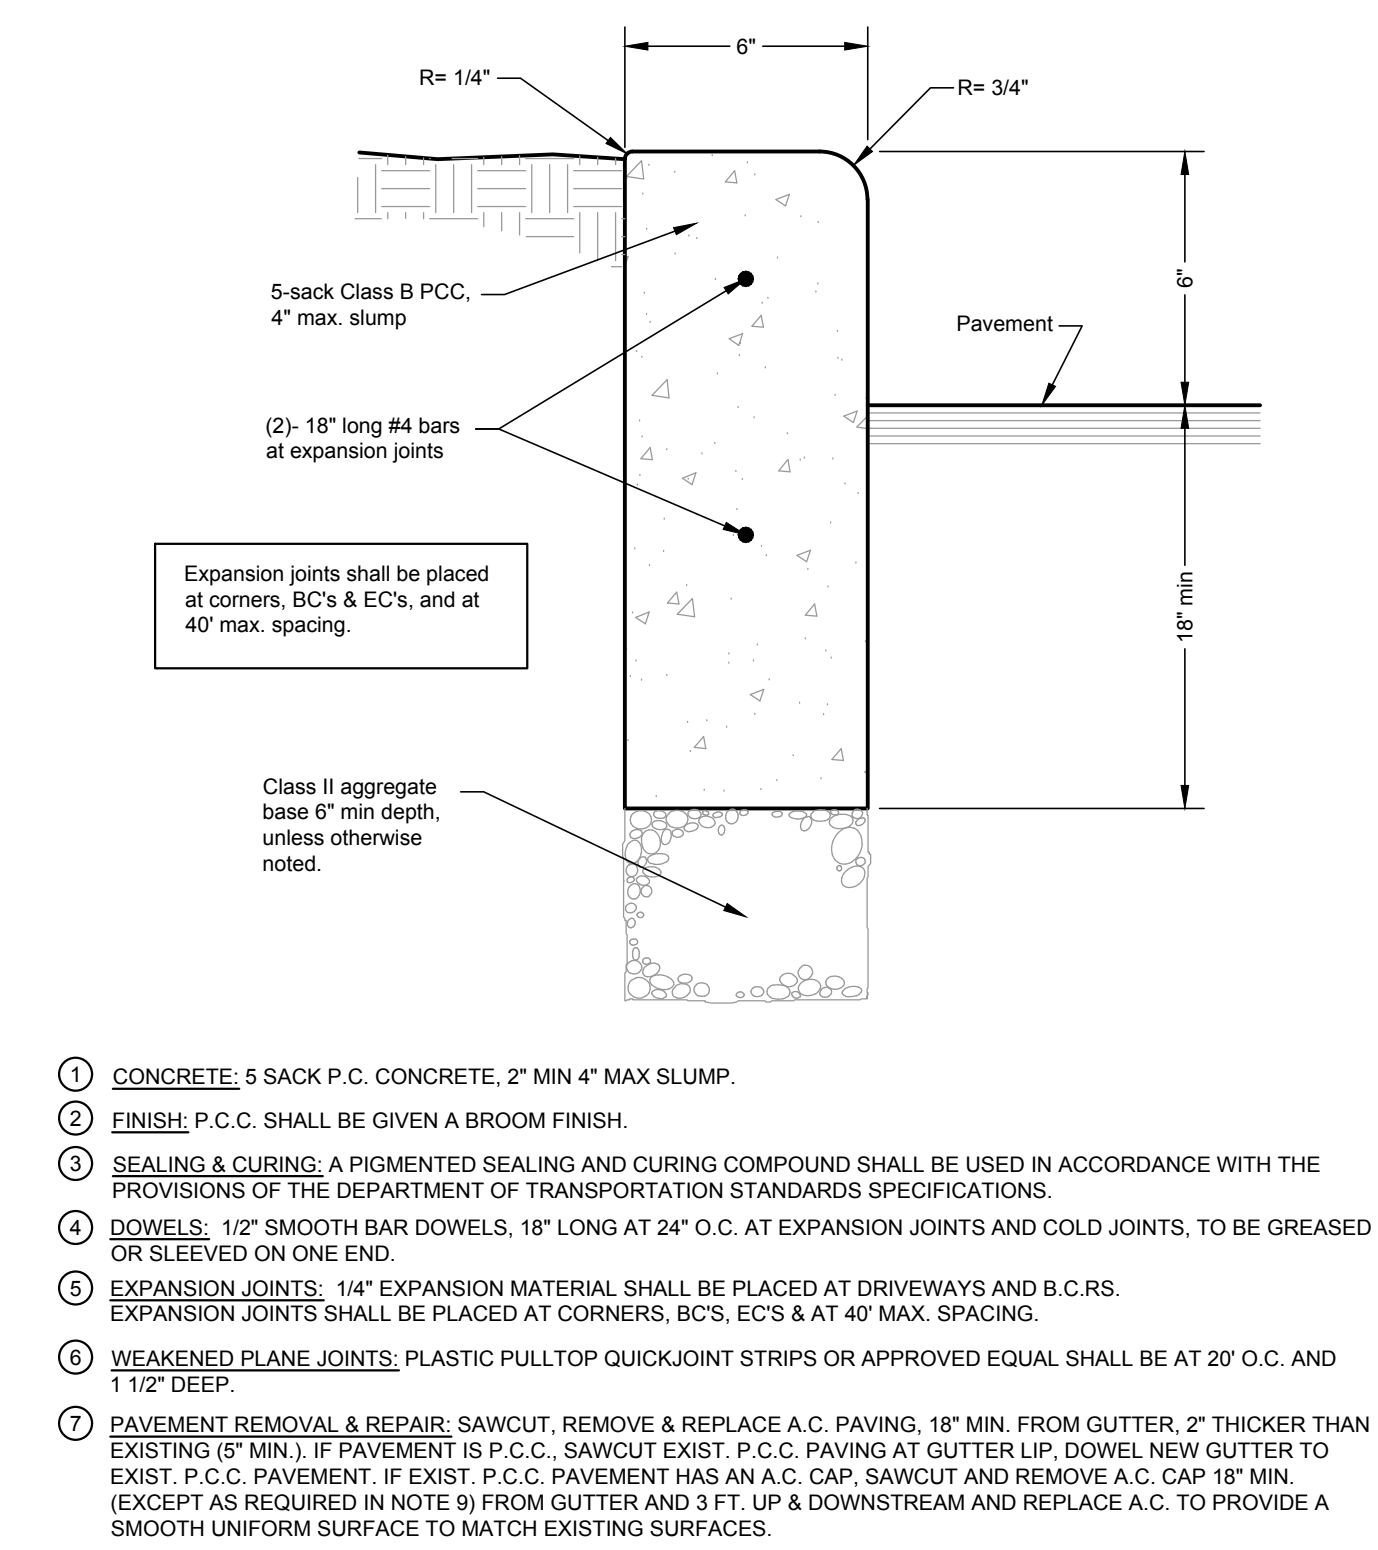 6"
R= 1/4"
R= 3/4"
5-sack Class B PCC,
4" max. slump
6"
Pavement
(2)- 18" long #4 bars
at expansion joints
Expansion joints shall be placed
at corners, BC's & EC's, and at
40' max. spacing.
18" min
Class II aggregate
base 6" min depth,
unless otherwise
noted.
1 CONCRETE: 5 SACK P.C. CONCRETE, 2" MIN 4" MAX SLUMP.
2 FINISH: P.C.C. SHALL BE GIVEN A BROOM FINISH.
3 SEALING & CURING: A PIGMENTED SEALING AND CURING COMPOUND SHALL BE USED IN ACCORDANCE WITH THE
PROVISIONS OF THE DEPARTMENT OF TRANSPORTATION STANDARDS SPECIFICATIONS.
4 DOWELS: 1/2" SMOOTH BAR DOWELS, 18" LONG AT 24" O.C. AT EXPANSION JOINTS AND COLD JOINTS, TO BE GREASED
OR SLEEVED ON ONE END.
5 EXPANSION JOINTS: 1/4" EXPANSION MATERIAL SHALL BE PLACED AT DRIVEWAYS AND B.C.RS.
EXPANSION JOINTS SHALL BE PLACED AT CORNERS, BC'S, EC'S & AT 40' MAX. SPACING.
6 WEAKENED PLANE JOINTS: PLASTIC PULLTOP QUICKJOINT STRIPS OR APPROVED EQUAL SHALL BE AT 20' O.C. AND
1 1/2" DEEP.
7 PAVEMENT REMOVAL & REPAIR: SAWCUT, REMOVE & REPLACE A.C. PAVING, 18" MIN. FROM GUTTER, 2" THICKER THAN
EXISTING (5" MIN.). IF PAVEMENT IS P.C.C., SAWCUT EXIST. P.C.C. PAVING AT GUTTER LIP, DOWEL NEW GUTTER TO
EXIST. P.C.C. PAVEMENT. IF EXIST. P.C.C. PAVEMENT HAS AN A.C. CAP, SAWCUT AND REMOVE A.C. CAP 18" MIN.
(EXCEPT AS REQUIRED IN NOTE 9) FROM GUTTER AND 3 FT. UP & DOWNSTREAM AND REPLACE A.C. TO PROVIDE A
SMOOTH UNIFORM SURFACE TO MATCH EXISTING SURFACES.